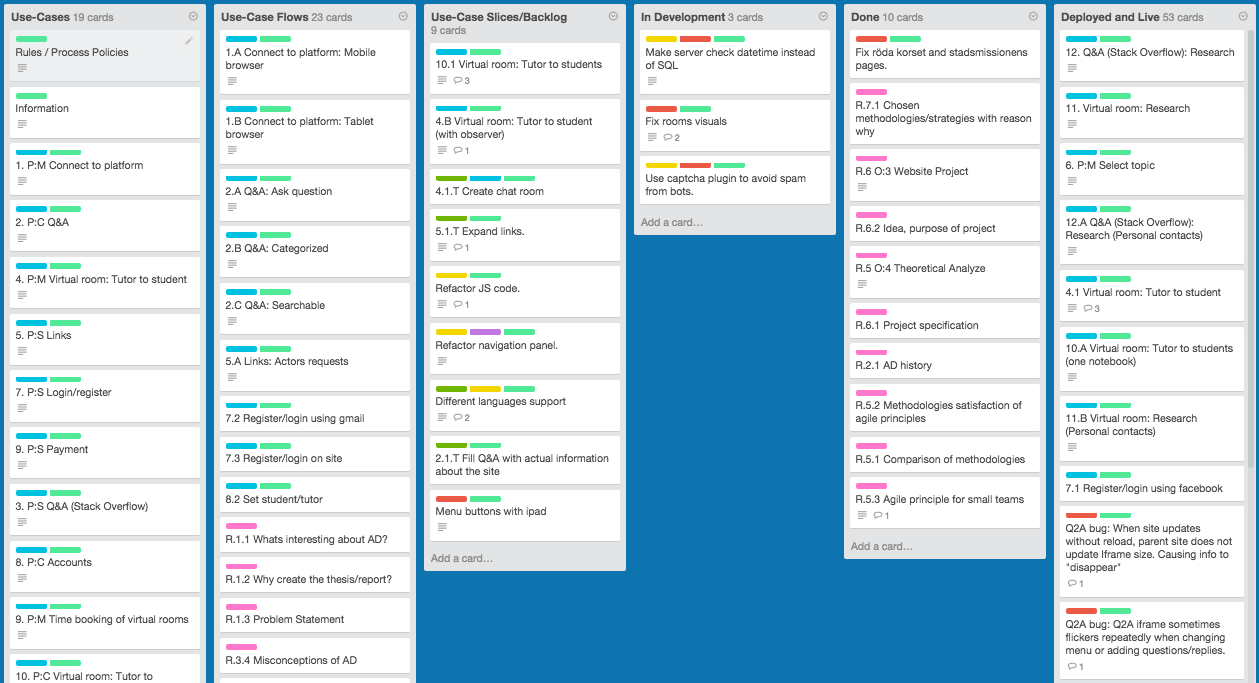 Use-Cases 19 cards
Rules / Process Policies
Information
1. P:M Connect to platform
2. P:C Q&A
4. P:M Virtual room: Tutor to student
5. P:S Links
7. P:S Login/register
9. P:S Payment
3. P:S Q&A (Stack Overflow)
8. P:C Accounts
9. P:M Time booking of virtual rooms
10. P:C Virtual room: Tutor to
Use-Case Flows 23 cards
1.A Connect to platform: Mobile
browser
1.B Connect to platform: Tablet
browser
2.A Q&A: Ask question
2.B Q&A: Categorized
2.C Q&A: Searchable
5.A Links: Actors requests
7.2 Register/login using gmail
7.3 Register/login on site
8.2 Set student/tutor
R.1.1 Whats interesting about AD?
R.1.2 Why create the thesis/report?
R.1.3 Problem Statement
R.3.4 Misconceptions of AD
Use-Case Slices/Backlog
9 cards
10.1 Virtual room: Tutor to students
3
4.B Virtual room: Tutor to student
(with observer)
1
4.1.T Create chat room
5.1.T Expand links.
1
Refactor JS code.
1
Refactor navigation panel.
Different languages support
2
2.1.T Fill Q&A with actual information
about the site
Menu buttons with ipad
Add a card…
In Development 3 cards
Make server check datetime instead
of SQL
Fix rooms visuals
2
Use captcha plugin to avoid spam
from bots.
Add a card…
Done 10 cards
Fix röda korset and stadsmissionens
pages.
R.7.1 Chosen
methodologies/strategies with reason
why
R.6 O:3 Website Project
R.6.2 Idea, purpose of project
R.5 O:4 Theoretical Analyze
R.6.1 Project specification
R.2.1 AD history
R.5.2 Methodologies satisfaction of
agile principles
R.5.1 Comparison of methodologies
R.5.3 Agile principle for small teams
1
Add a card…
Deployed and Live 53 cards
12. Q&A (Stack Overflow): Research
11. Virtual room: Research
6. P:M Select topic
12.A Q&A (Stack Overflow):
Research (Personal contacts)
4.1 Virtual room: Tutor to student
3
10.A Virtual room: Tutor to students
(one notebook)
11.B Virtual room: Research
(Personal contacts)
7.1 Register/login using facebook
Q2A bug: When site updates
without reload, parent site does not
update Iframe size. Causing info to
"disappear"
1
Q2A bug: Q2A iframe sometimes
flickers repeatedly when changing
menu or adding questions/replies.
1